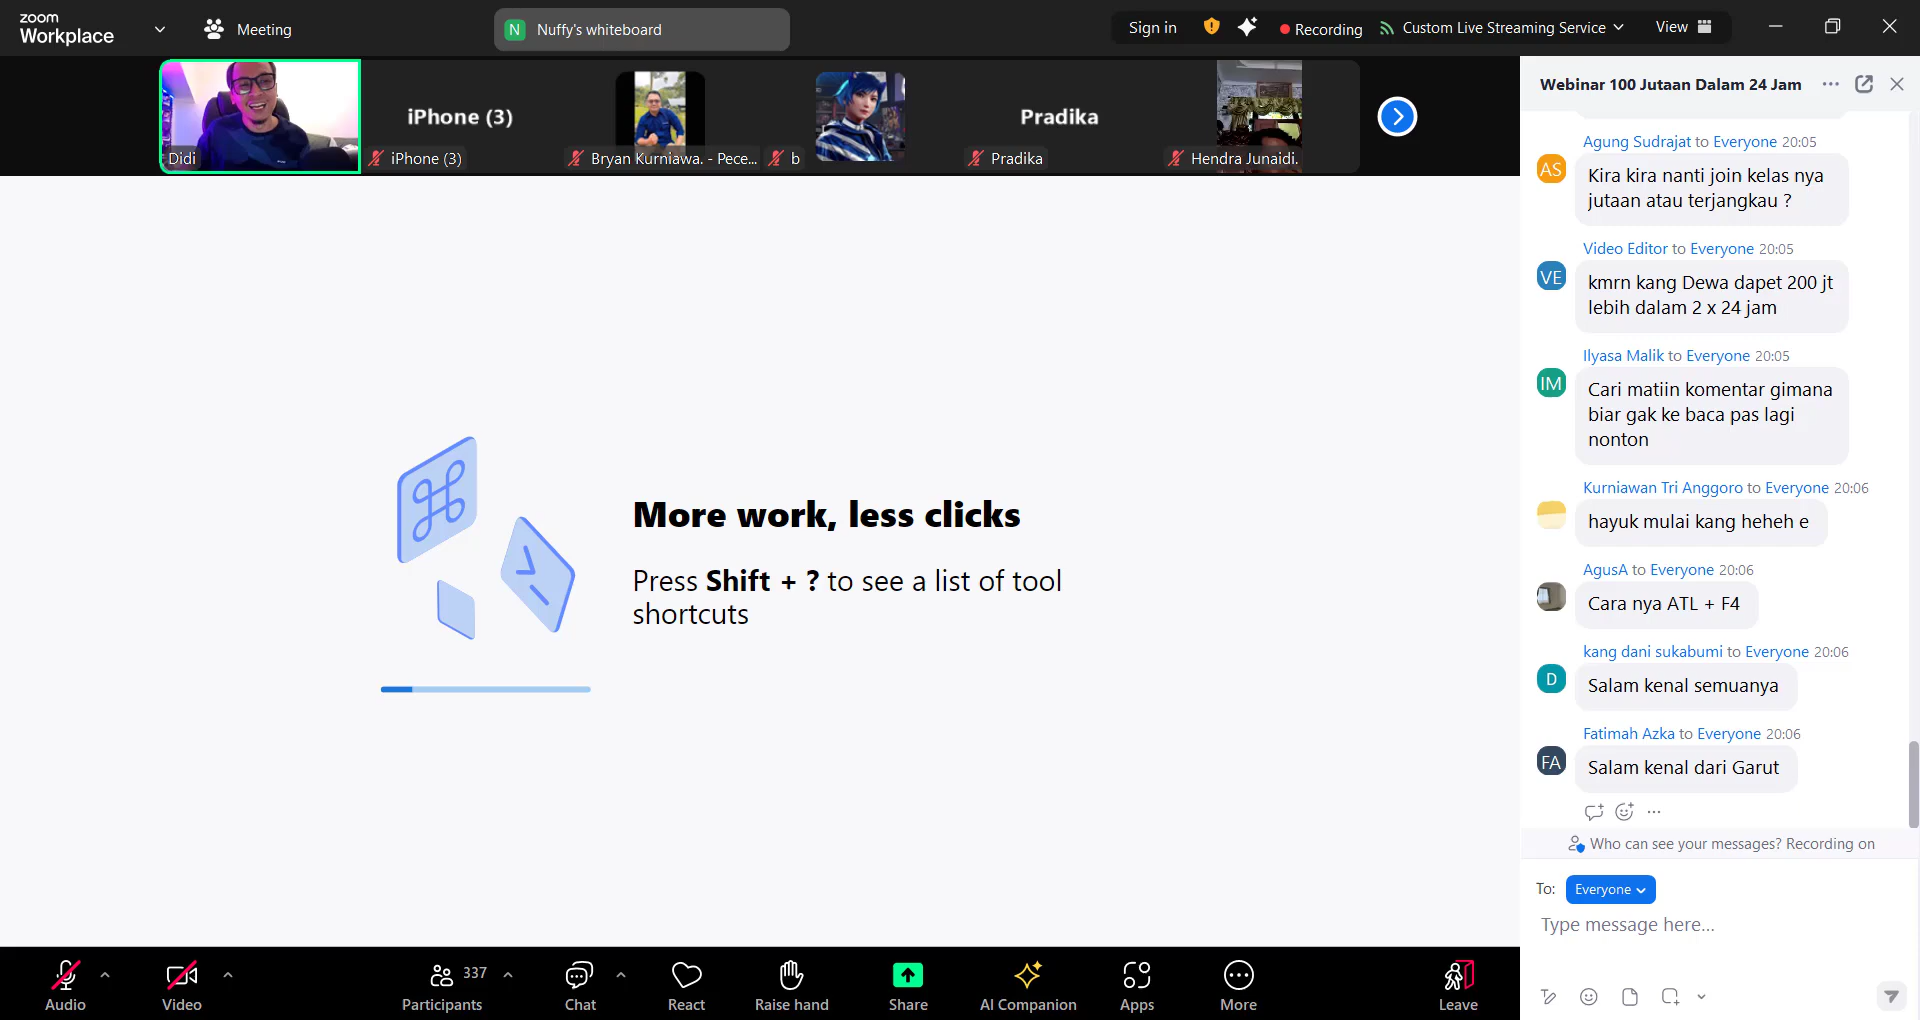 zoom
Workplace
Meeting
N Nuffy's whiteboard
Sign in
Recording
Custom Live Streaming Service
View
Didi
iPhone (3)
iPhone (3)
Bryan Kurniawa. - Pece...
b
Pradika
Pradika
Hendra Junaidi.
More work, less clicks
Press Shift + ? to see a list of tool
shortcuts
Webinar 100 Jutaan Dalam 24 Jam
Agung Sudrajat to Everyone 20:05
AS
Kira kira nanti join kelas nya
jutaan atau terjangkau ?
Video Editor to Everyone 20:05
VE
kmrn kang Dewa dapet 200 jt
lebih dalam 2 x 24 jam
Ilyasa Malik to Everyone 20:05
IM
Cari matiin komentar gimana
biar gak ke baca pas lagi
nonton
Kurniawan Tri Anggoro to Everyone 20:06
hayuk mulai kang heheh e
AgusA to Everyone 20:06
Cara nya ATL + F4
kang dani sukabumi to Everyone 20:06
D
Salam kenal semuanya
Fatimah Azka to Everyone 20:06
FA
Salam kenal dari Garut
Who can see your messages? Recording on
To: Everyone
Type message here...
Audio
Video
337
Participants
Chat
React
Raise hand
Share
AI Companion
Apps
More
Leave